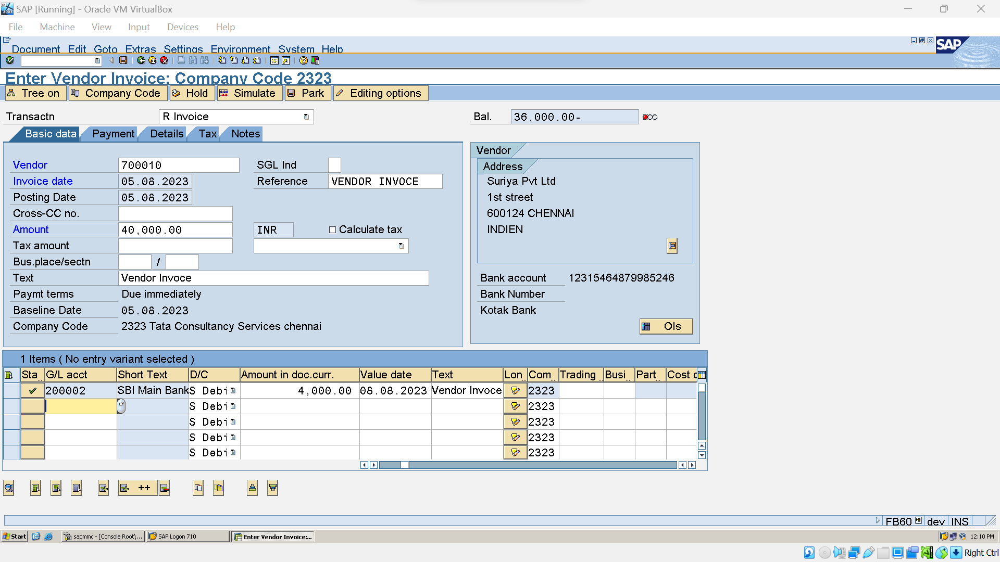 SAP [Running] - Oracle VM VirtualBox
File Machine View Input Devices Help
Document Edit Goto Extras Settings Environment System Help
SAP
Enter Vendor Invoice: Company Code 2323
Tree on Company Code Hold Simulate Park Editing options
Transactn R Invoice Bal. 36,000.00-
Basic data Payment Details Tax Notes
Vendor 700010 SGL Ind
Invoice date 05.08.2023 Reference VENDOR INVOCE
Posting Date 05.08.2023
Cross-CC no.
Amount 40,000.00 INR Calculate tax
Tax amount
Bus.place/sectn /
Text Vendor Invoce
Paymt terms Due immediately
Baseline Date 05.08.2023
Company Code 2323 Tata Consultancy Services chennai
Vendor
Address
Suriya Pvt Ltd
1st street
600124 CHENNAI
INDIEN
Bank account 12315464879985246
Bank Number
Kotak Bank
OIs
1 Items ( No entry variant selected )
Sta G/L acct Short Text D/C Amount in doc.curr. Value date Text Lon Com Trading Busi Part Cost c
200002 SBI Main Bank S Debi 4,000.00 08.08.2023 Vendor Invoce 2323
S Debi 2323
S Debi 2323
S Debi 2323
S Debi 2323
++
FB60 dev INS
Start sapmmc - [Console Root\... SAP Logon 710 Enter Vendor Invoice:... 12:10 PM
Right Ctrl